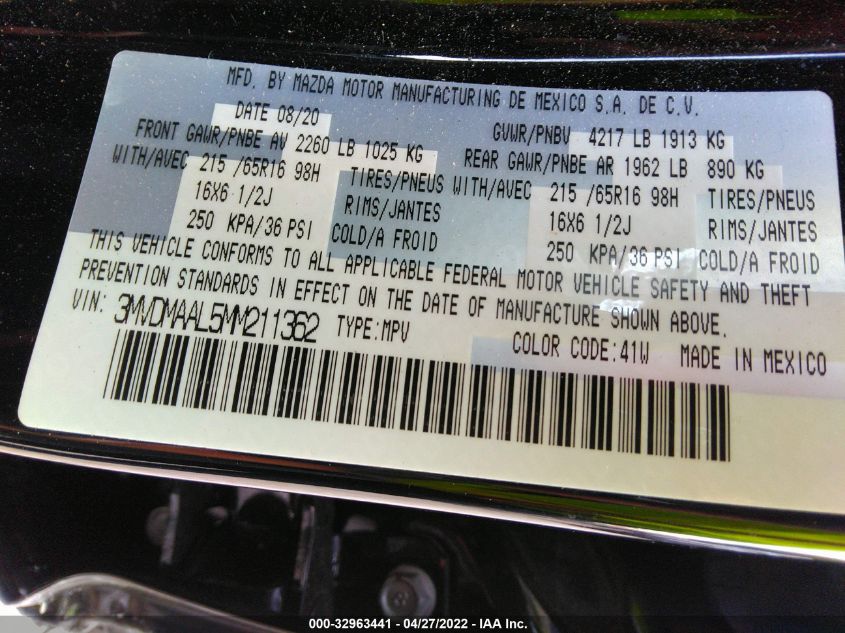 MFD. BY MAZDA MOTOR MANUFACTURING DE MEXICO S.A. DE C.V.
DATE 08/20 GVWR/PNBV 4217 LB 1913 KG
FRONT GAWR/PNBE AV 2260 LB 1025 KG REAR GAWR/PNBE AR 1962 LB 890 KG
WITH/AVEC 215 /65R16 98H TIRES/PNEUS WITH/AVEC 215 /65R16 98H TIRES/PNEUS
16X6 1/2J RIMS/JANTES 16X6 1/2J RIMS/JANTES
250 KPA/36 PSI COLD/A FROID 250 KPA/36 PSI COLD/A FROID
THIS VEHICLE CONFORMS TO ALL APPLICABLE FEDERAL MOTOR VEHICLE SAFETY AND THEFT
PREVENTION STANDARDS IN EFFECT ON THE DATE OF MANUFACTURE SHOWN ABOVE.
VIN: 3MVDMAAL5MM211362 TYPE:MPV COLOR CODE:41W MADE IN MEXICO
000-32963441 - 04/27/2022 - IAA Inc.